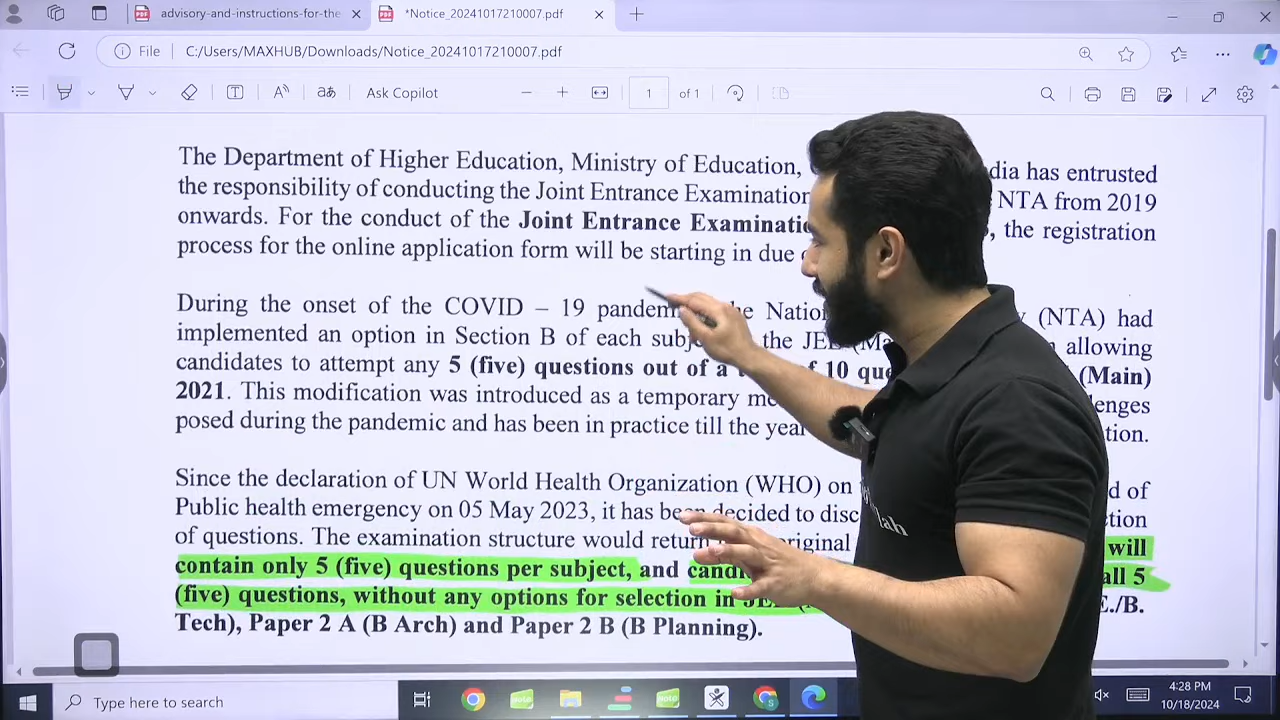 advisory-and-instructions-for-the
*Notice_20241017210007.pdf
File C:/Users/MAXHUB/Downloads/Notice_20241017210007.pdf
Ask Copilot 1 of 1
The Department of Higher Education, Ministry of Education, dia has entrusted
the responsibility of conducting the Joint Entrance Examination NTA from 2019
onwards. For the conduct of the Joint Entrance Examinatio , the registration
process for the online application form will be starting in due
During the onset of the COVID – 19 pandem he Natio (NTA) had
implemented an option in Section B of each subj the JEE (Ma allowing
candidates to attempt any 5 (five) questions out of a f 10 que (Main)
2021. This modification was introduced as a temporary me lenges
posed during the pandemic and has been in practice till the year tion.
Since the declaration of UN World Health Organization (WHO) on d of
Public health emergency on 05 May 2023, it has been decided to disc tion
of questions. The examination structure would return original will
contain only 5 (five) questions per subject, and candi all 5
(five) questions, without any options for selection in E./B.
Tech), Paper 2 A (B Arch) and Paper 2 B (B Planning).
lab
Type here to search
4:28 PM
10/18/2024